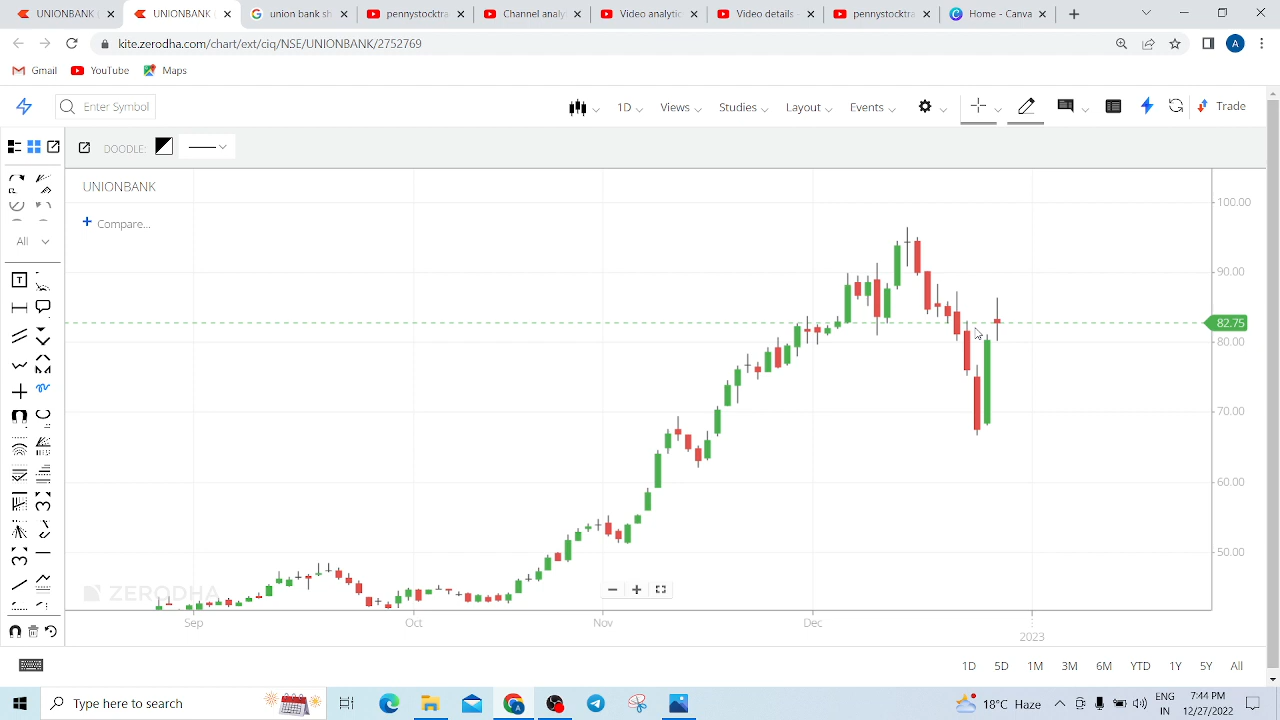 union bank sh
pennystocktra
Channel analy
Video analytic
Video details -
pennystocktra
Home - Canva
kite.zerodha.com/chart/ext/ciq/NSE/UNIONBANK/2752769
A
Gmail
YouTube
Maps
Enter Symbol
1D
Views
Studies
Layout
Events
Trade
DOODLE:
All
T
UNIONBANK
+ Compare...
100.00
90.00
82.75
80.00
70.00
60.00
50.00
ZERODHA
Sep
Oct
Nov
Dec
2023
1D
5D
1M
3M
6M
YTD
1Y
5Y
All
Type here to search
18°C Haze
ENG
IN
7:44 PM
12/27/2022